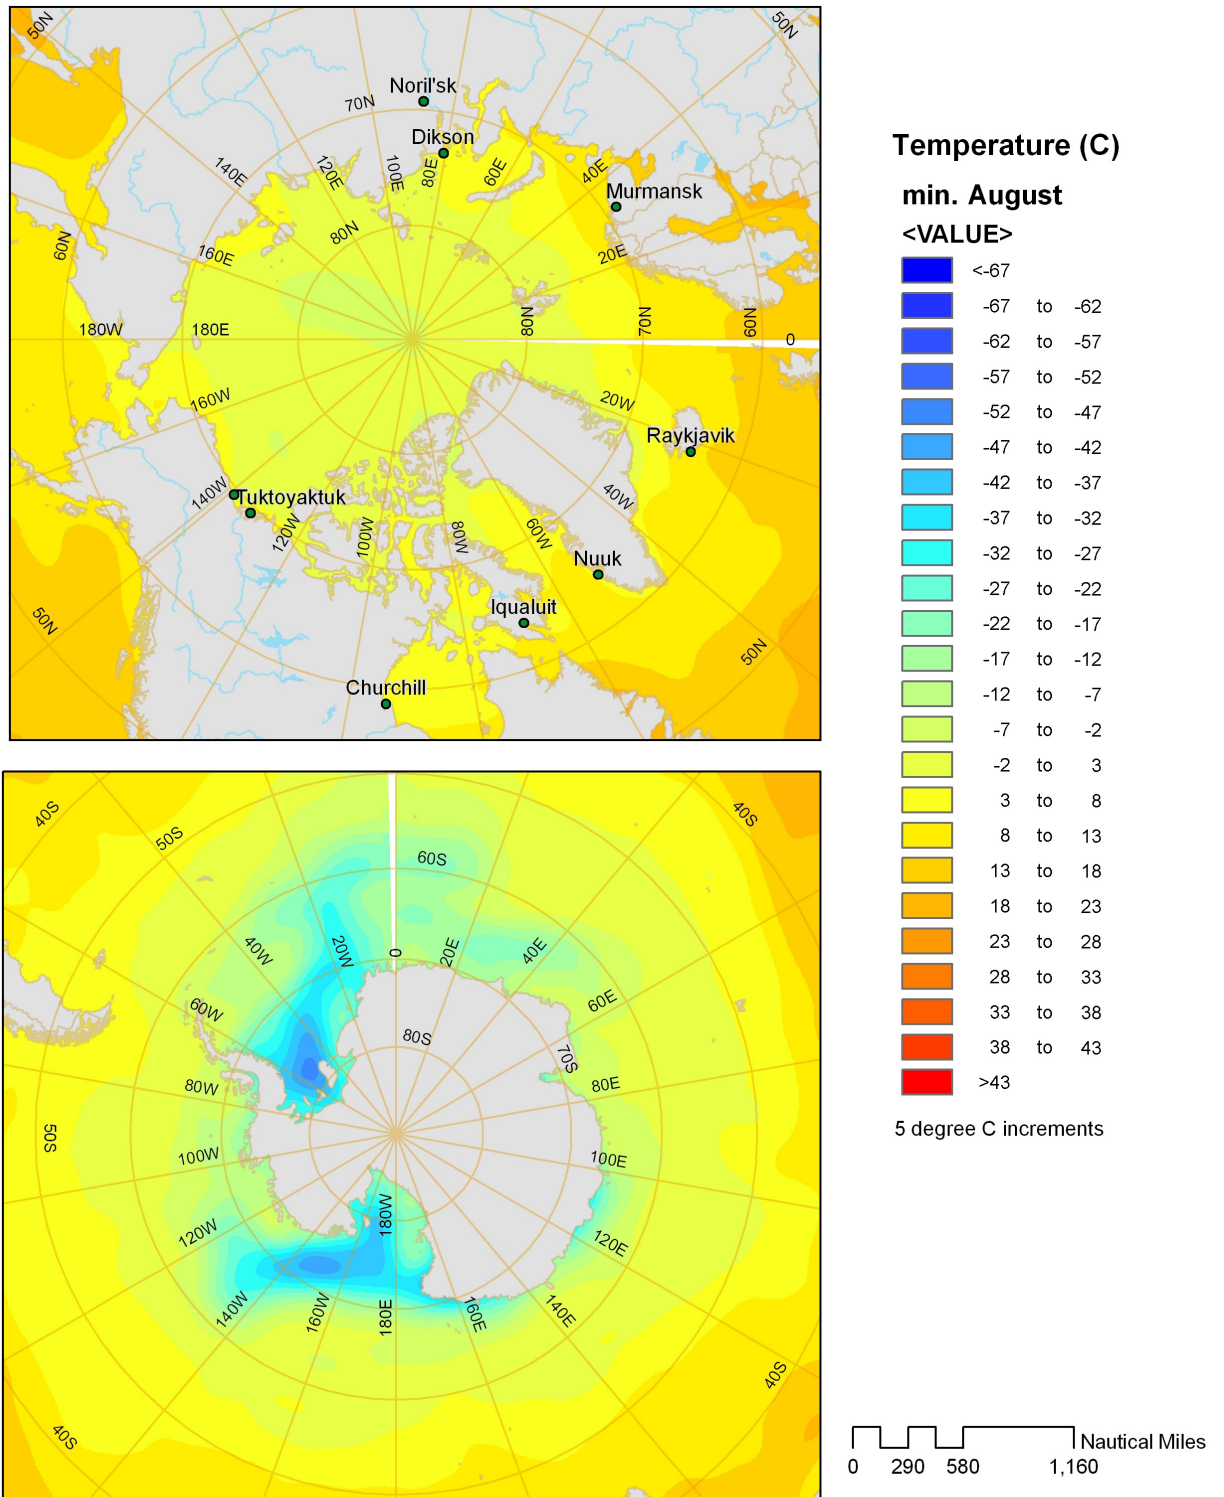 50N
50N
Noril'sk
70N
Dikson
140E
120E
100E
80E
60E
40E
Murmansk
80N
60N
160E
20E
180W
180E
80N
70N
60N
0
160W
20W
Raykjavik
140W
Tuktoyaktuk
40W
120W
100W
80W
60W
Nuuk
Iqualuit
50N
50N
Churchill
40S
40S
50S
60S
40W
20W
0
20E
40E
60W
60E
80S
70S
80W
80E
50S
100W
100E
180W
120W
120E
140W
160W
180E
160E
140E
40S
40S
Temperature (C)
min. August
<VALUE>
<-67
-67 to -62
-62 to -57
-57 to -52
-52 to -47
-47 to -42
-42 to -37
-37 to -32
-32 to -27
-27 to -22
-22 to -17
-17 to -12
-12 to -7
-7 to -2
-2 to 3
3 to 8
8 to 13
13 to 18
18 to 23
23 to 28
28 to 33
33 to 38
38 to 43
>43
5 degree C increments
Nautical Miles
0 290 580 1,160